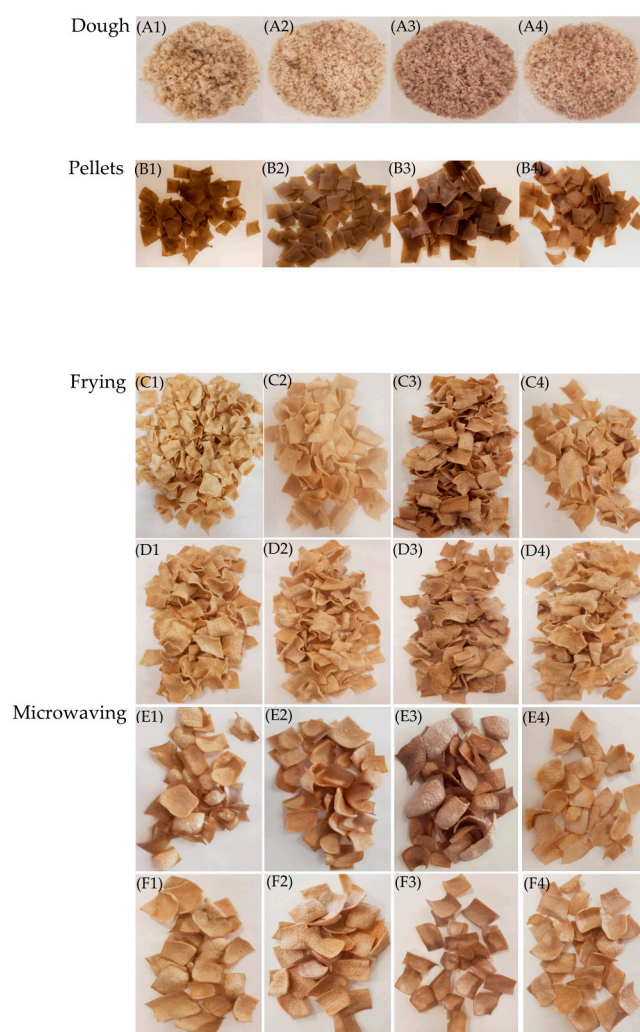 Dough (A1) (A2) (A3) (A4)
Pellets (B1) (B2) (B3) (B4)
Frying (C1) (C2) (C3) (C4)
(D1 (D2) (D3) (D4)
Microwaving (E1) (E2) (E3) (E4)
(F1) (F2) (F3) (F4)